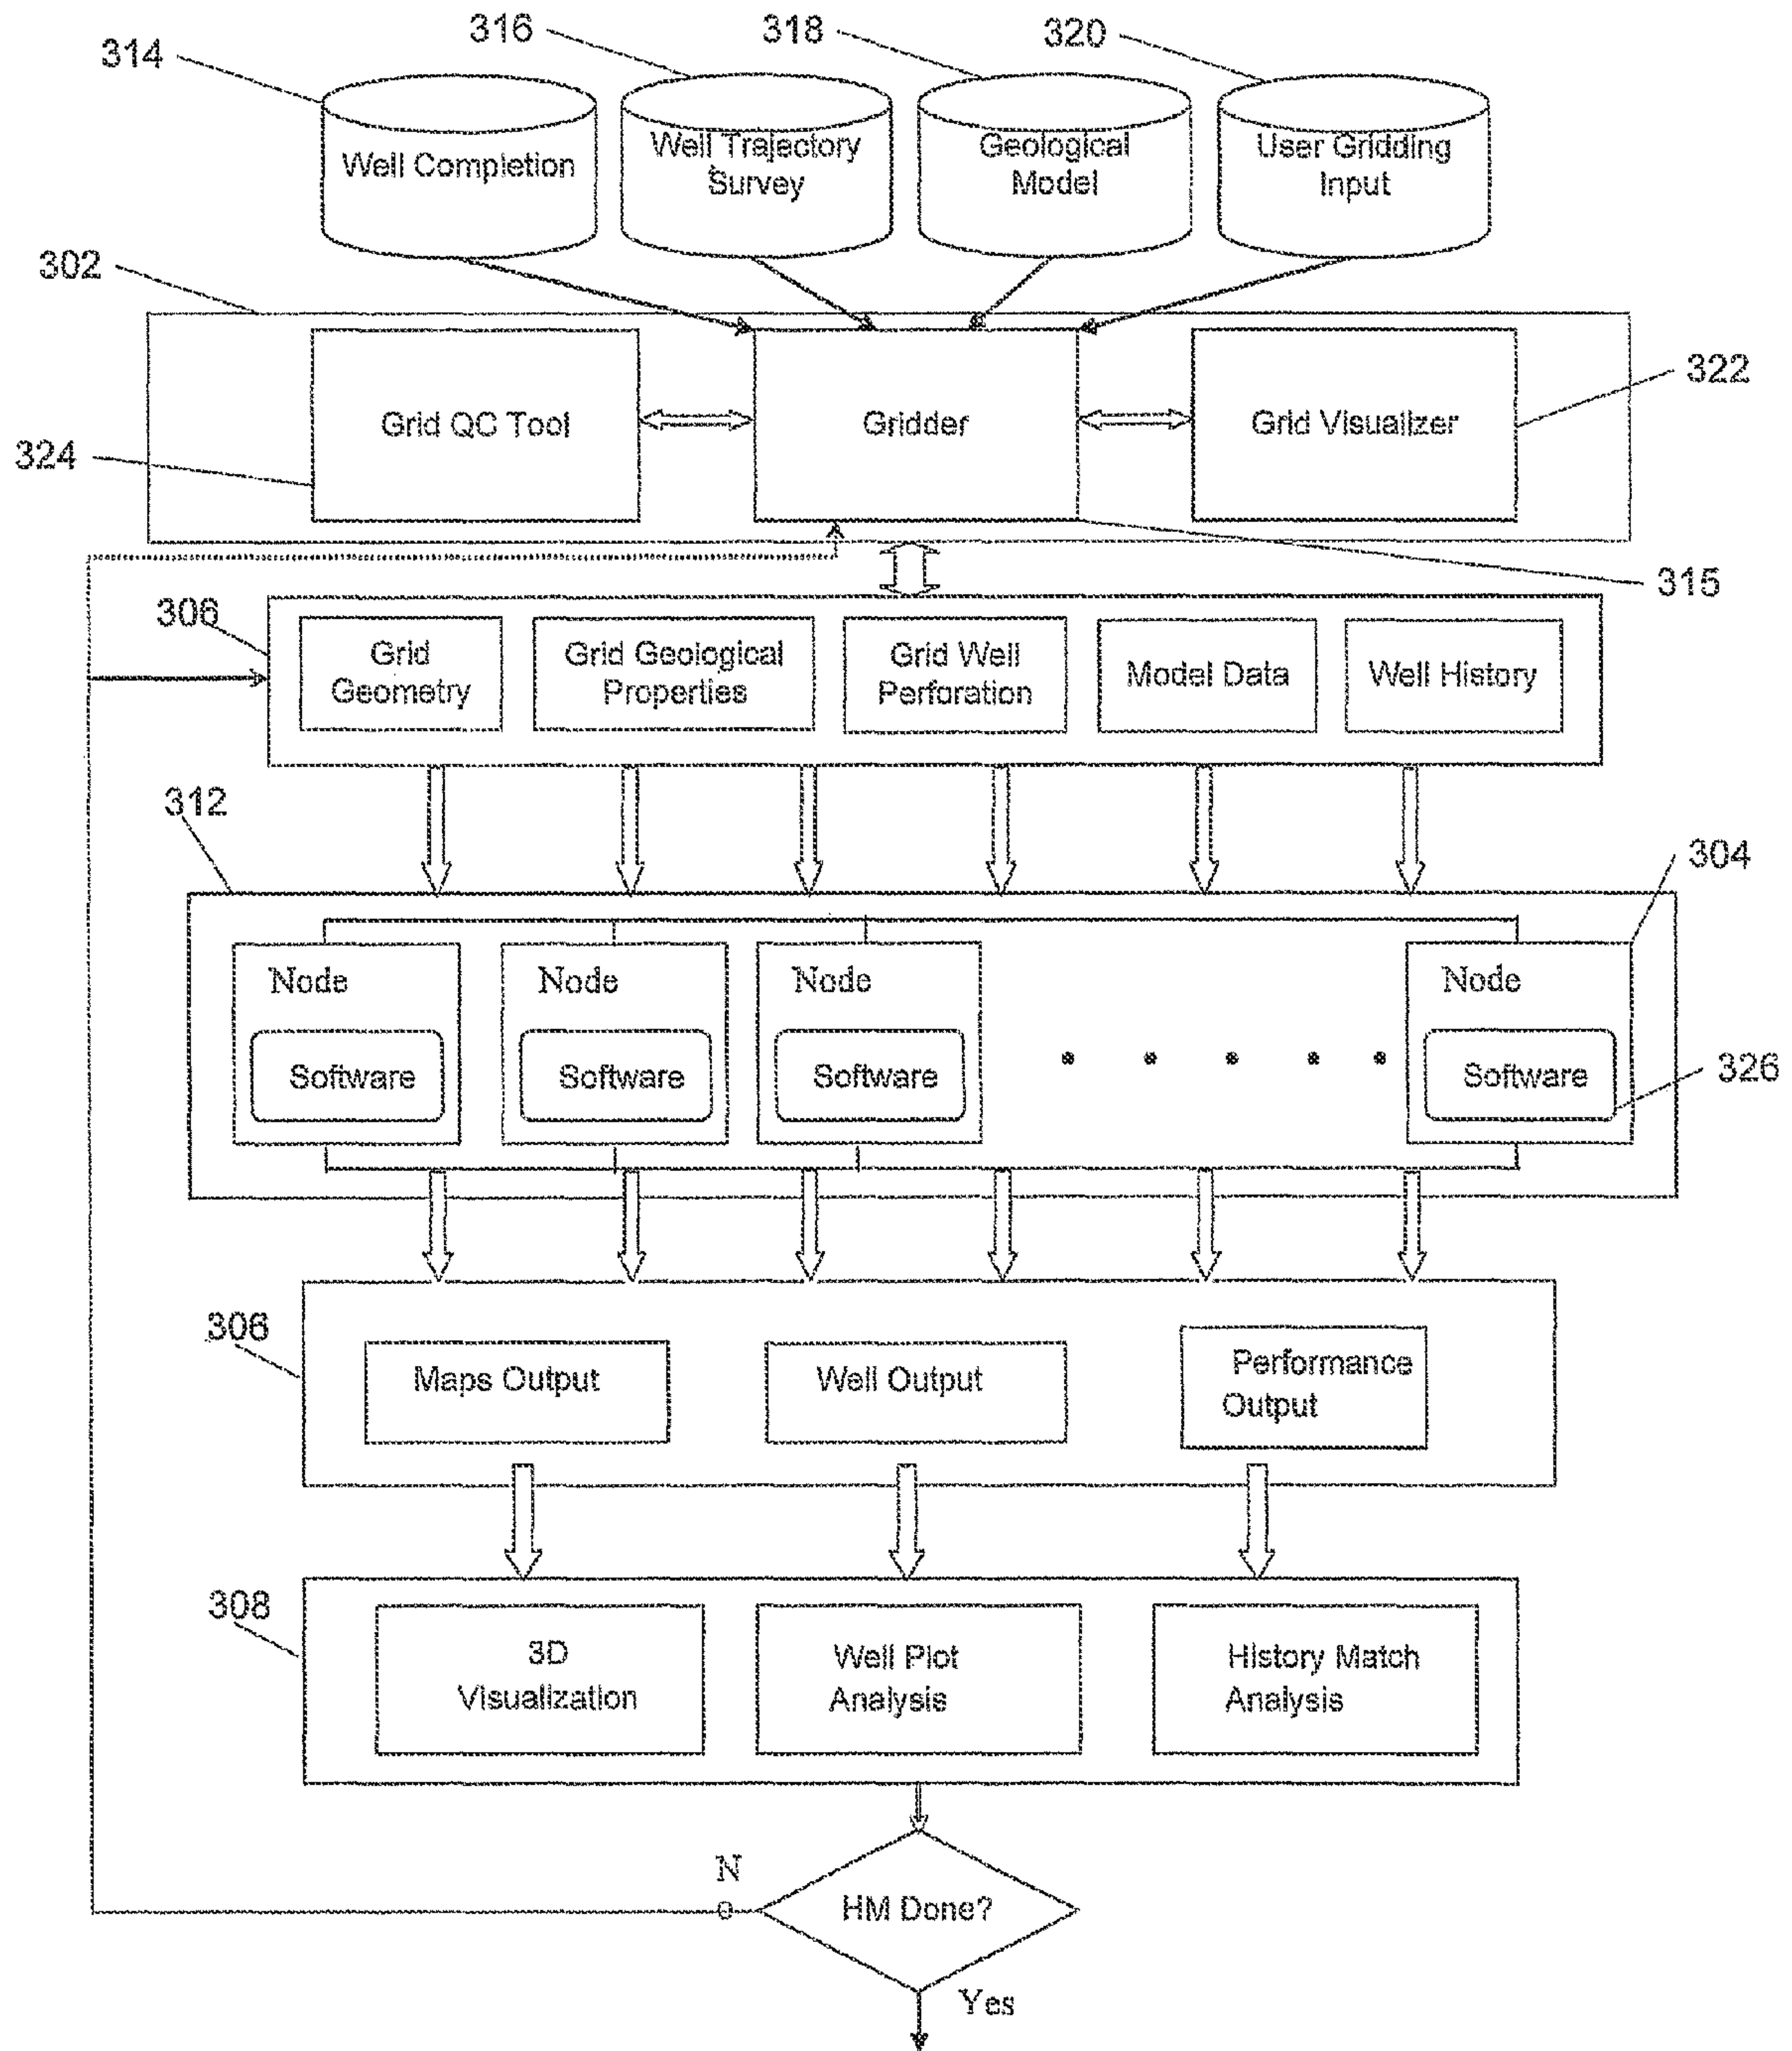 314
316
318
320
Well Completion
Well Trajectory
Survey
Geological
Model
User Gridding
Input
302
Grid QC Tool
Gridder
Grid Visualizer
322
324
315
306
Grid
Geometry
Grid Geological
Properties
Grid Well
Perforation
Model Data
Well History
312
304
Node
Node
Node
Node
Software
Software
Software
. . . . .
Software
326
306
Maps Output
Well Output
Performance
Output
308
3D
Visualization
Well Plot
Analysis
History Match
Analysis
N
o
HM Done?
Yes